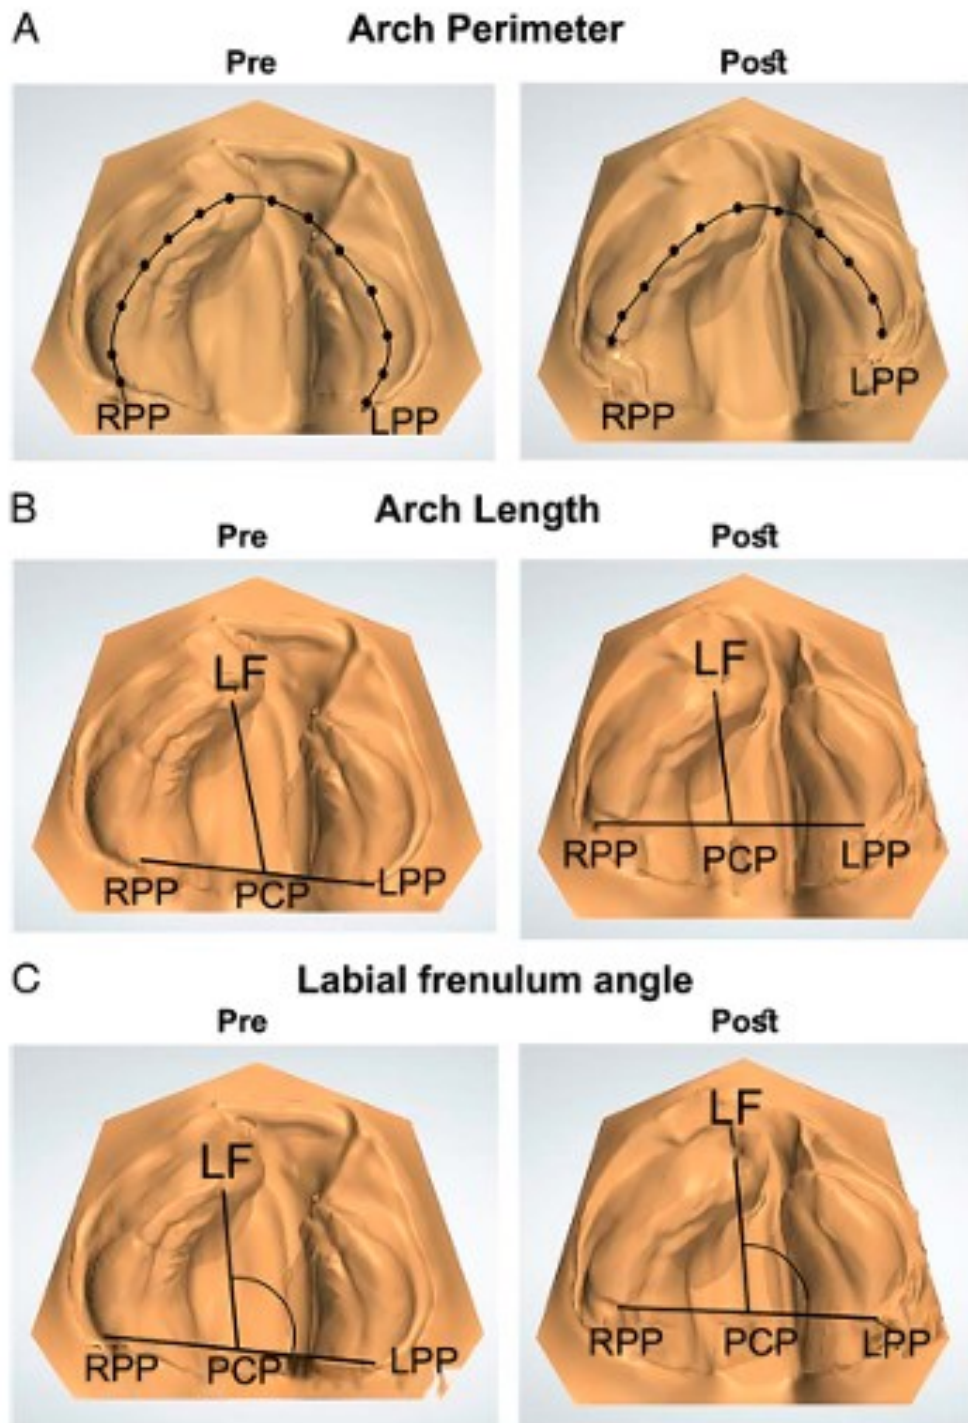 A Arch Perimeter
Pre Post
RPP LPP RPP LPP
B Arch Length
Pre Post
LF LF
RPP PCP LPP RPP PCP LPP
C Labial frenulum angle
Pre Post
LF LF
RPP PCP LPP RPP PCP LPP